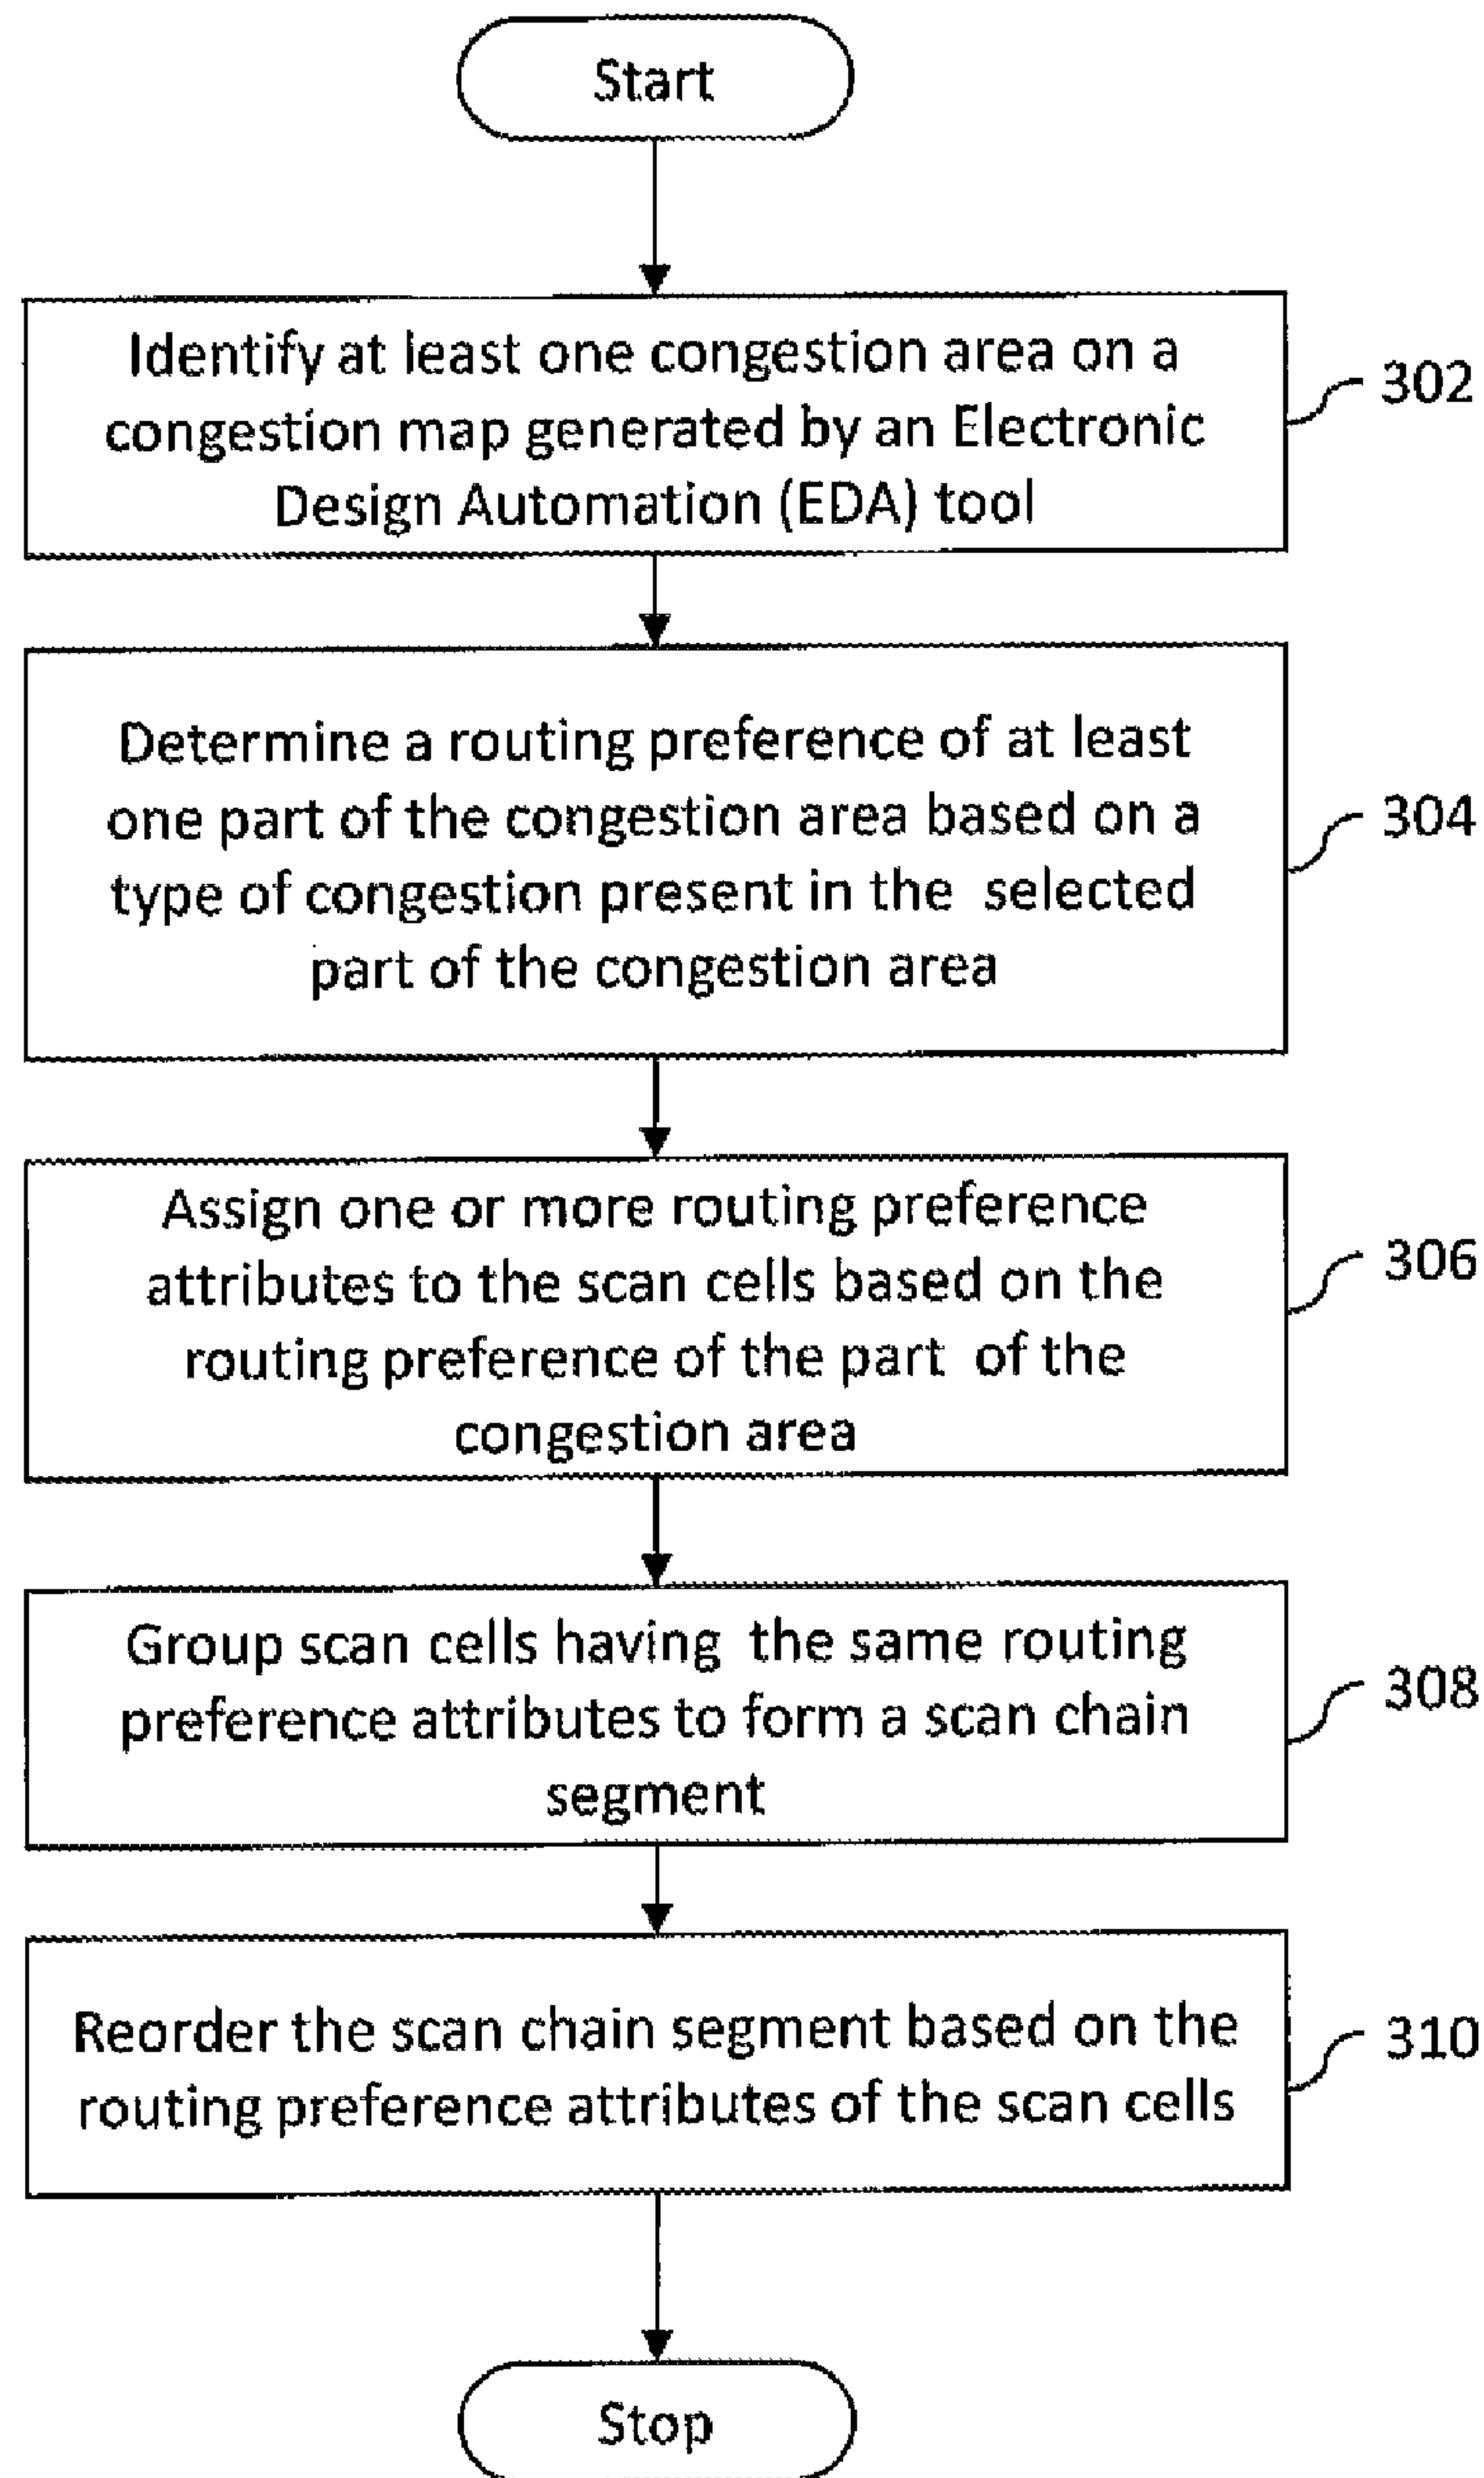 Start
Identify at least one congestion area on a
congestion map generated by an Electronic
Design Automation (EDA) tool
302
Determine a routing preference of at least
one part of the congestion area based on a
type of congestion present in the selected
part of the congestion area
304
Assign one or more routing preference
attributes to the scan cells based on the
routing preference of the part of the
congestion area
306
Group scan cells having the same routing
preference attributes to form a scan chain
segment
308
Reorder the scan chain segment based on the
routing preference attributes of the scan cells
310
Stop